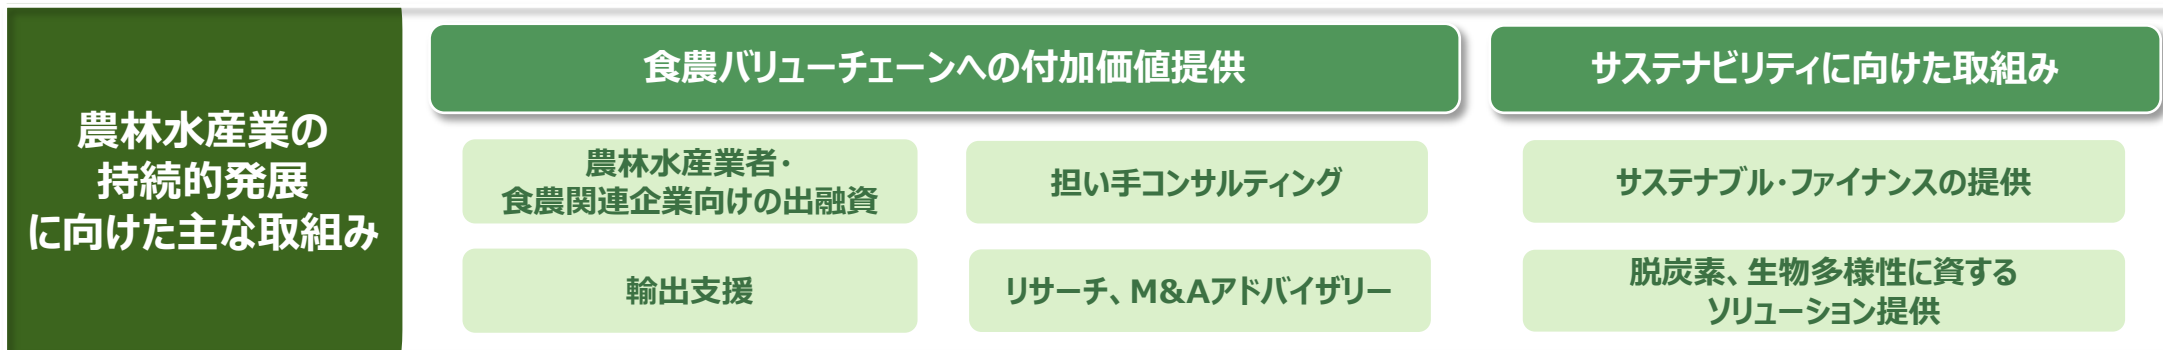 農林水産業の
持続的発展
に向けた主な取組み
食農バリューチェーンへの付加価値提供
農林水産業者・
食農関連企業向けの出融資
担い手コンサルティング
輸出支援
リサーチ、M&Aアドバイザリー
サステナビリティに向けた取組み
サステナブル・ファイナンスの提供
脱炭素、生物多様性に資する
ソリューション提供